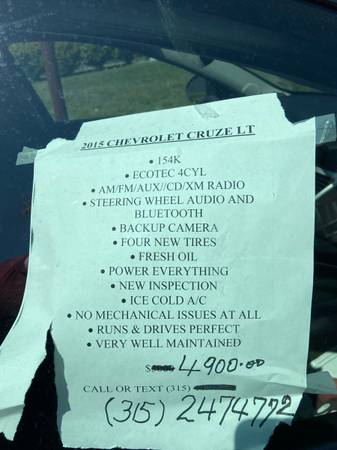 2015 CHEVROLET CRUZE LT
• 154K
• ECOTEC 4CYL
• AM/FM/AUX//CD/XM RADIO
• STEERING WHEEL AUDIO AND
BLUETOOTH
• BACKUP CAMERA
• FOUR NEW TIRES
• FRESH OIL
• POWER EVERYTHING
• NEW INSPECTION
• ICE COLD A/C
• NO MECHANICAL ISSUES AT ALL
• RUNS & DRIVES PERFECT
• VERY WELL MAINTAINED
$ 4900.00
CALL OR TEXT (315)
(315) 2474772